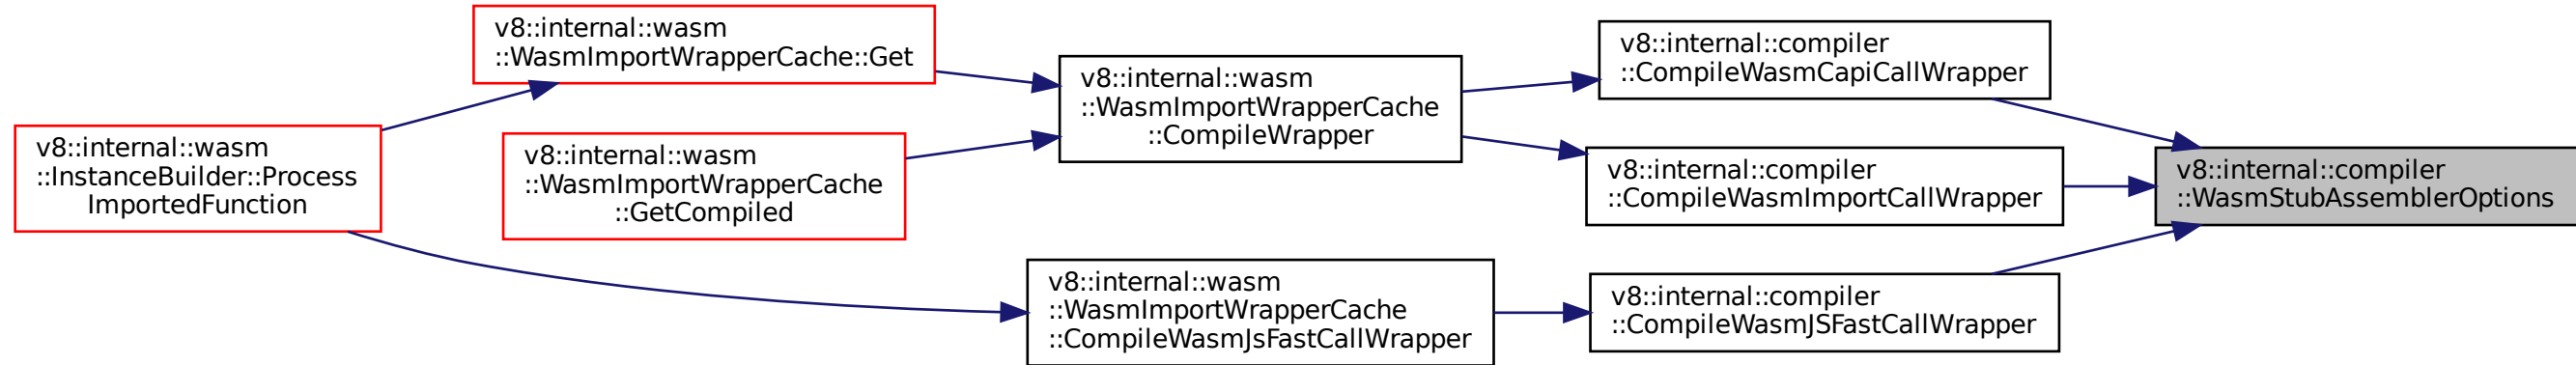 v8::internal::wasm
::InstanceBuilder::Process
ImportedFunction
v8::internal::wasm
::WasmImportWrapperCache::Get
v8::internal::wasm
::WasmImportWrapperCache
::GetCompiled
v8::internal::wasm
::WasmImportWrapperCache
::CompileWrapper
v8::internal::wasm
::WasmImportWrapperCache
::CompileWasmJsFastCallWrapper
v8::internal::compiler
::CompileWasmCapiCallWrapper
v8::internal::compiler
::CompileWasmImportCallWrapper
v8::internal::compiler
::CompileWasmJSFastCallWrapper
v8::internal::compiler
::WasmStubAssemblerOptions